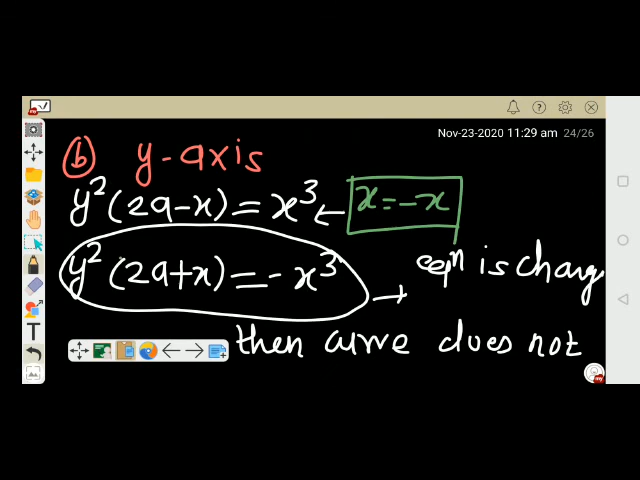 Nov-23-2020 11:29 am 24/26
(b) y-axis
y²(2a-x) = x³ ← x = -x
y²(2a+x) = -x³ → eqn is chang
then curve does not
T